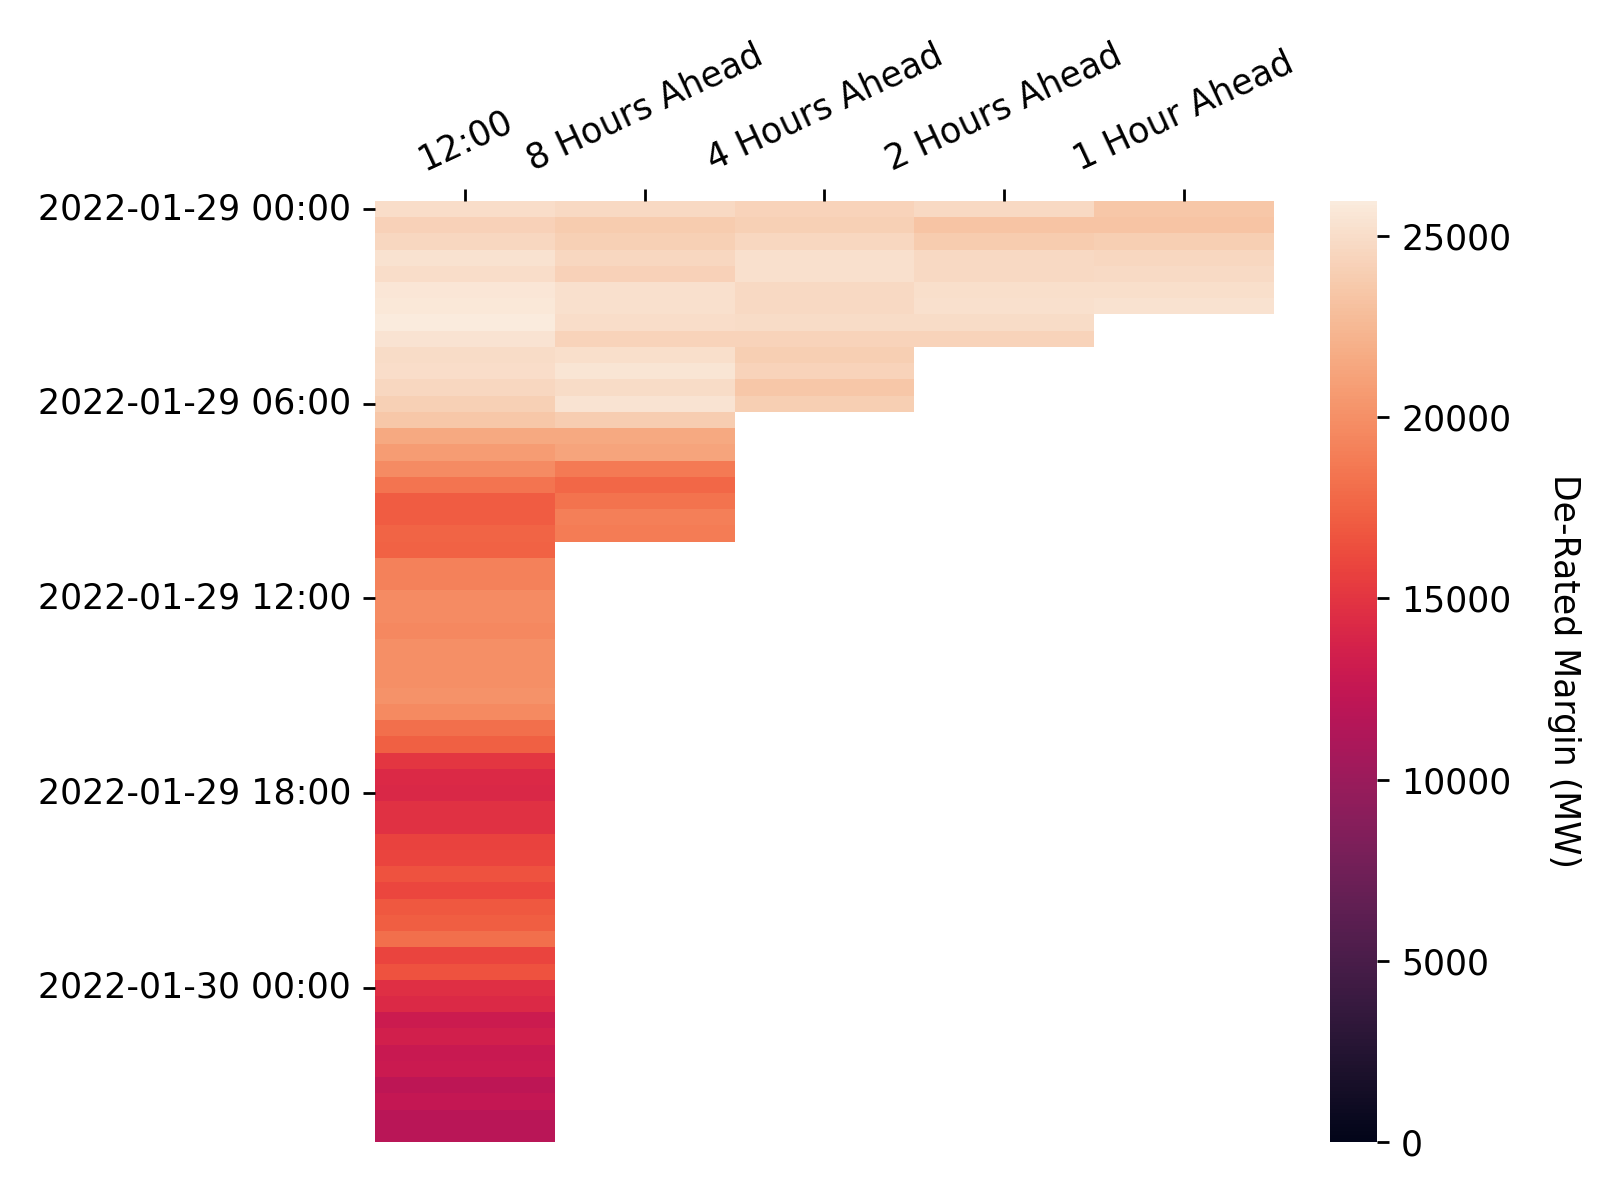 12:00
8 Hours Ahead
4 Hours Ahead
2 Hours Ahead
1 Hour Ahead
2022-01-29 00:00
2022-01-29 06:00
2022-01-29 12:00
2022-01-29 18:00
2022-01-30 00:00
25000
20000
15000
10000
5000
0
De-Rated Margin (MW)